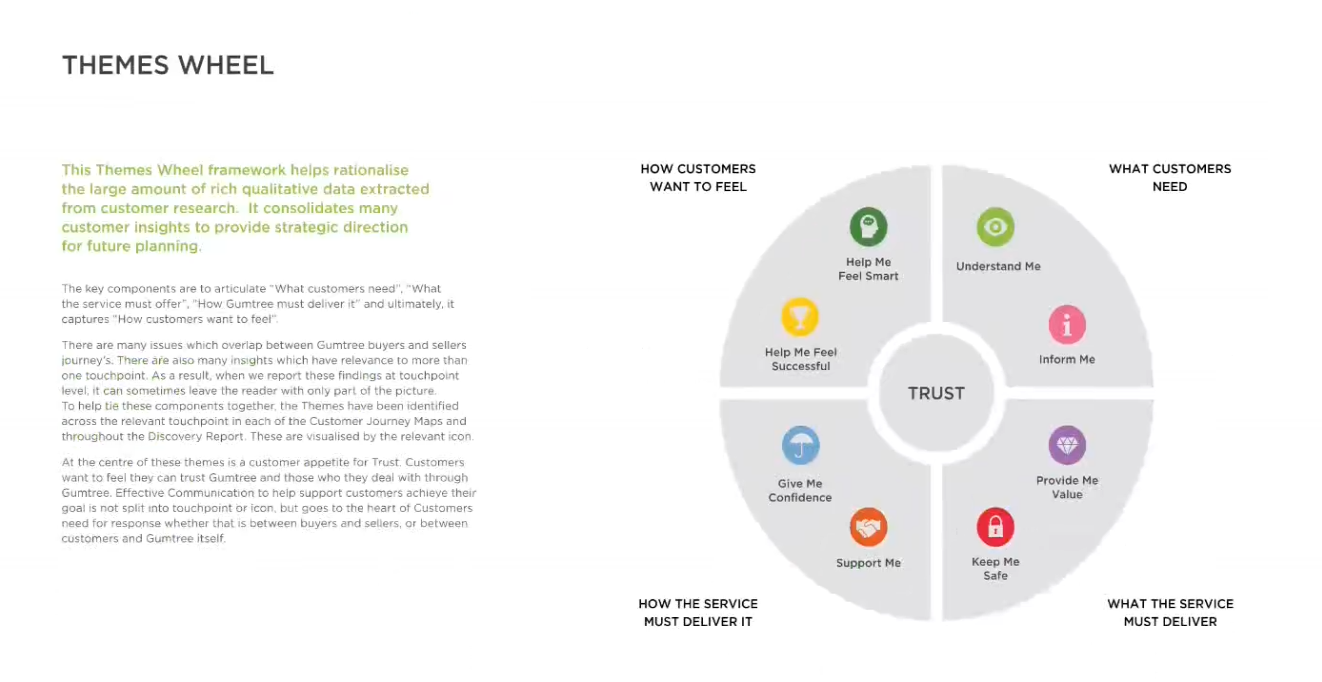 THEMES WHEEL
This Themes Wheel framework helps rationalise
the large amount of rich qualitative data extracted
from customer research. It consolidates many
customer insights to provide strategic direction
for future planning.
The key components are to articulate “What customers need”, “What
the service must offer”, “How Gumtree must deliver it” and ultimately, it
captures “How customers want to feel”.
There are many issues which overlap between Gumtree buyers and sellers
journey's. There are also many insights which have relevance to more than
one touchpoint. As a result, when we report these findings at touchpoint
level, it can sometimes leave the reader with only part of the picture.
To help tie these components together, the Themes have been identified
across the relevant touchpoint in each of the Customer Journey Maps and
throughout the Discovery Report. These are visualised by the relevant icon.
At the centre of these themes is a customer appetite for Trust. Customers
want to feel they can trust Gumtree and those who they deal with through
Gumtree. Effective Communication to help support customers achieve their
goal is not split into touchpoint or icon, but goes to the heart of Customers
need for response whether that is between buyers and sellers, or between
customers and Gumtree itself.
HOW CUSTOMERS
WANT TO FEEL
WHAT CUSTOMERS
NEED
Help Me
Feel Smart
Understand Me
Help Me Feel
Successful
Inform Me
TRUST
Give Me
Confidence
Provide Me
Value
Support Me
Keep Me
Safe
HOW THE SERVICE
MUST DELIVER IT
WHAT THE SERVICE
MUST DELIVER